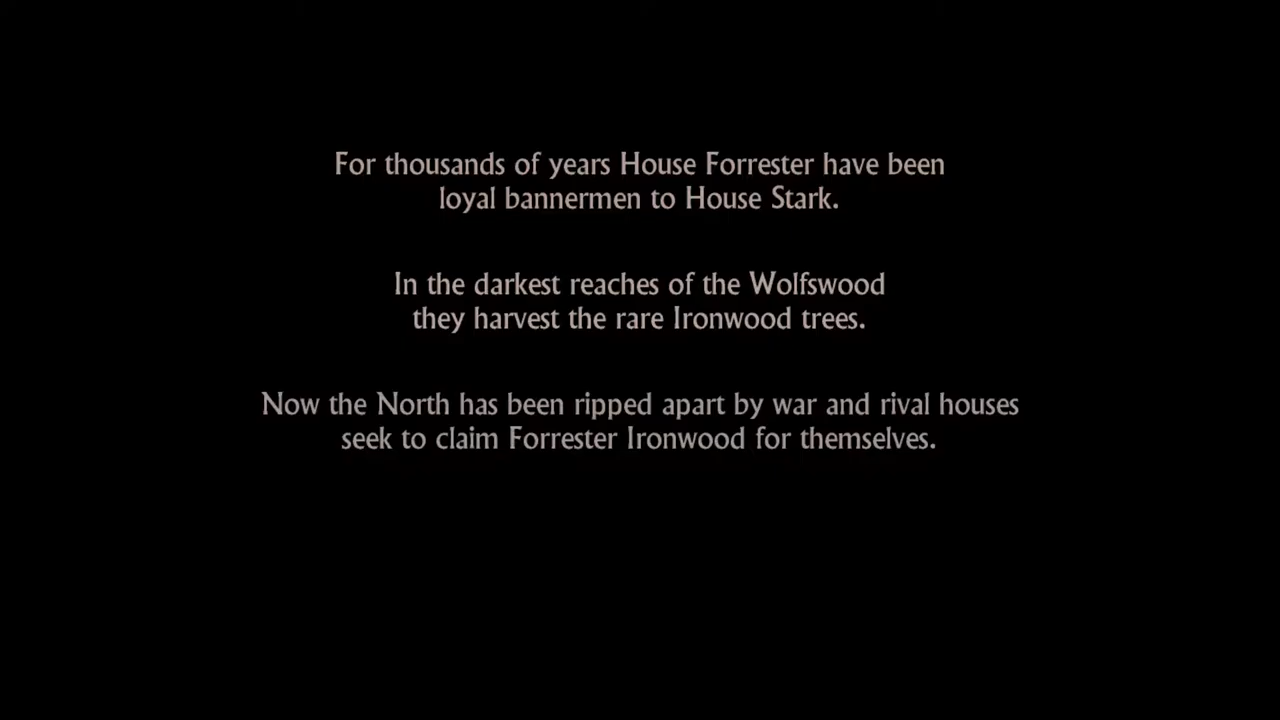 For thousands of years House Forrester have been
loyal bannermen to House Stark.
In the darkest reaches of the Wolfswood
they harvest the rare Ironwood trees.
Now the North has been ripped apart by war and rival houses
seek to claim Forrester Ironwood for themselves.